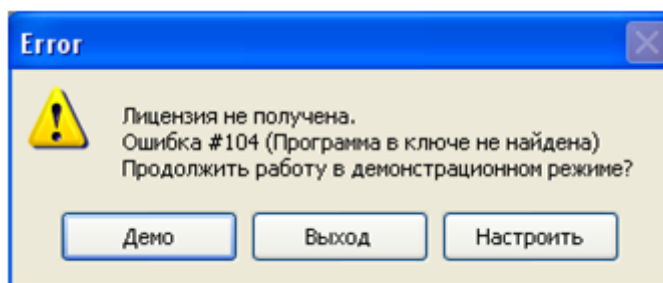 Error
Лицензия не получена.
Ошибка #104 (Программа в ключе не найдена)
Продолжить работу в демонстрационном режиме?
Демо Выход Настроить